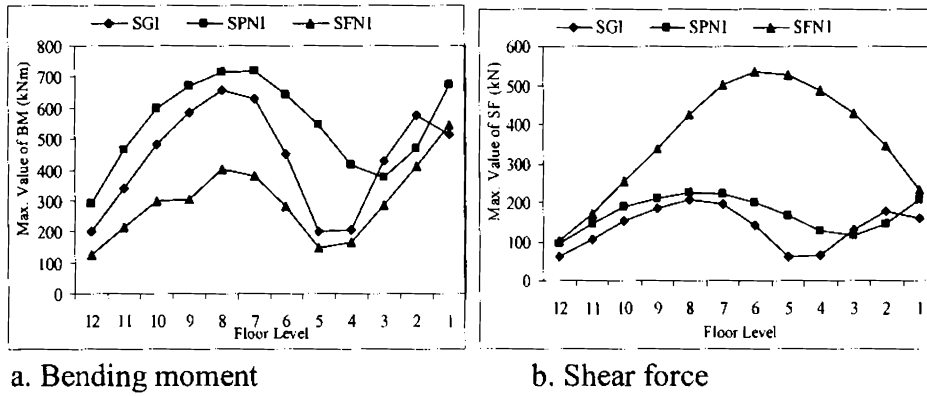 SG1 SPN1 SFN1
Max. Value of BM (kNm)
800
700
600
500
400
300
200
100
0
12 11 10 9 8 7 6 5 4 3 2 1
Floor Level
a. Bending moment
SG1 SPN1 SFN1
Max. Value of SF (kN)
600
500
400
300
200
100
0
12 11 10 9 8 7 6 5 4 3 2 1
Floor Level
b. Shear force